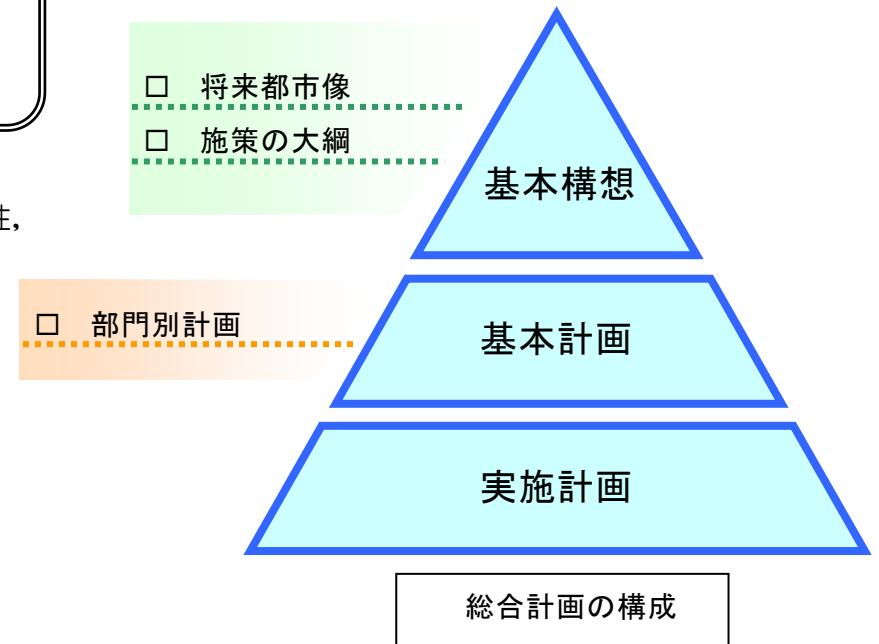 □ 将来都市像
□ 施策の大綱
基本構想
性,
□ 部門別計画
基本計画
実施計画
総合計画の構成